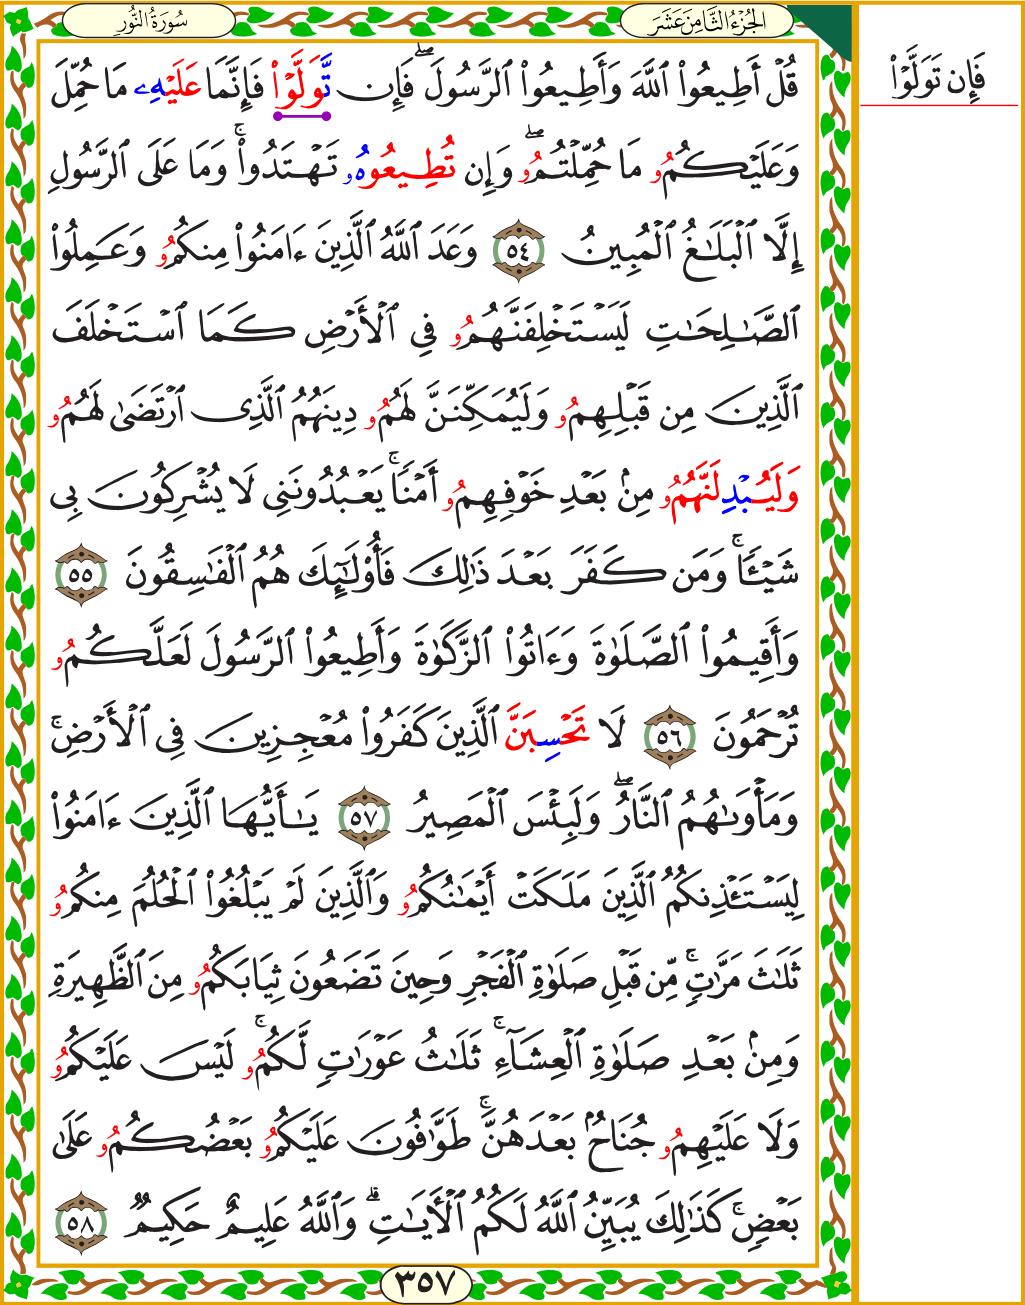 سُورَةُ النُّورِ
الجُزْءُ الثَّامِنَ عَشَرَ
فَإِن تَوَلَّوۡاْ
قُلۡ أَطِيعُواْ ٱللَّهَ وَأَطِيعُواْ ٱلرَّسُولَۖ فَإِن تَّوَلَّوۡاْ فَإِنَّمَا عَلَيۡهِۦ مَا حُمِّلَ
وَعَلَيۡكُمُۥ مَا حُمِّلۡتُمُۥۖ وَإِن تُطِيعُوهُۥ تَهۡتَدُواْۚ وَمَا عَلَى ٱلرَّسُولِ
إِلَّا ٱلۡبَلَٰغُ ٱلۡمُبِينُ ٥٤ وَعَدَ ٱللَّهُ ٱلَّذِينَ ءَامَنُواْ مِنكُمُۥ وَعَمِلُواْ
ٱلصَّٰلِحَٰتِ لَيَسۡتَخۡلِفَنَّهُمُۥ فِي ٱلۡأَرۡضِ كَمَا ٱسۡتَخۡلَفَ
ٱلَّذِينَ مِن قَبۡلِهِمُۥ وَلَيُمَكِّنَنَّ لَهُمُۥ دِينَهُمُ ٱلَّذِي ٱرۡتَضَىٰ لَهُمُۥ
وَلَيُبۡدِلَنَّهُمُۥ مِنۢ بَعۡدِ خَوۡفِهِمُۥ أَمۡنٗاۚ يَعۡبُدُونَنِي لَا يُشۡرِكُونَ بِي
شَيۡـٔٗاۚ وَمَن كَفَرَ بَعۡدَ ذَٰلِكَ فَأُوْلَٰٓئِكَ هُمُ ٱلۡفَٰسِقُونَ ٥٥
وَأَقِيمُواْ ٱلصَّلَوٰةَ وَءَاتُواْ ٱلزَّكَوٰةَ وَأَطِيعُواْ ٱلرَّسُولَ لَعَلَّكُمُۥ
تُرۡحَمُونَ ٥٦ لَا تَحۡسِبَنَّ ٱلَّذِينَ كَفَرُواْ مُعۡجِزِينَ فِي ٱلۡأَرۡضِۚ
وَمَأۡوَىٰهُمُ ٱلنَّارُۖ وَلَبِئۡسَ ٱلۡمَصِيرُ ٥٧ يَٰٓأَيُّهَا ٱلَّذِينَ ءَامَنُواْ
لِيَسۡتَـٔۡذِنكُمُ ٱلَّذِينَ مَلَكَتۡ أَيۡمَٰنُكُمُۥ وَٱلَّذِينَ لَمۡ يَبۡلُغُواْ ٱلۡحُلُمَ مِنكُمُۥ
ثَلَٰثَ مَرَّٰتٖۚ مِّن قَبۡلِ صَلَوٰةِ ٱلۡفَجۡرِ وَحِينَ تَضَعُونَ ثِيَابَكُمُۥ مِنَ ٱلظَّهِيرَةِ
وَمِنۢ بَعۡدِ صَلَوٰةِ ٱلۡعِشَآءِۚ ثَلَٰثُ عَوۡرَٰتٖ لَّكُمُۥۚ لَيۡسَ عَلَيۡكُمُۥ
وَلَا عَلَيۡهِمُۥ جُنَاحُۢ بَعۡدَهُنَّۚ طَوَّٰفُونَ عَلَيۡكُمُۥ بَعۡضُكُمُۥ عَلَىٰ
بَعۡضٖۚ كَذَٰلِكَ يُبَيِّنُ ٱللَّهُ لَكُمُ ٱلۡأٓيَٰتِۗ وَٱللَّهُ عَلِيمٌ حَكِيمٞ ٥٨
٣٥٧